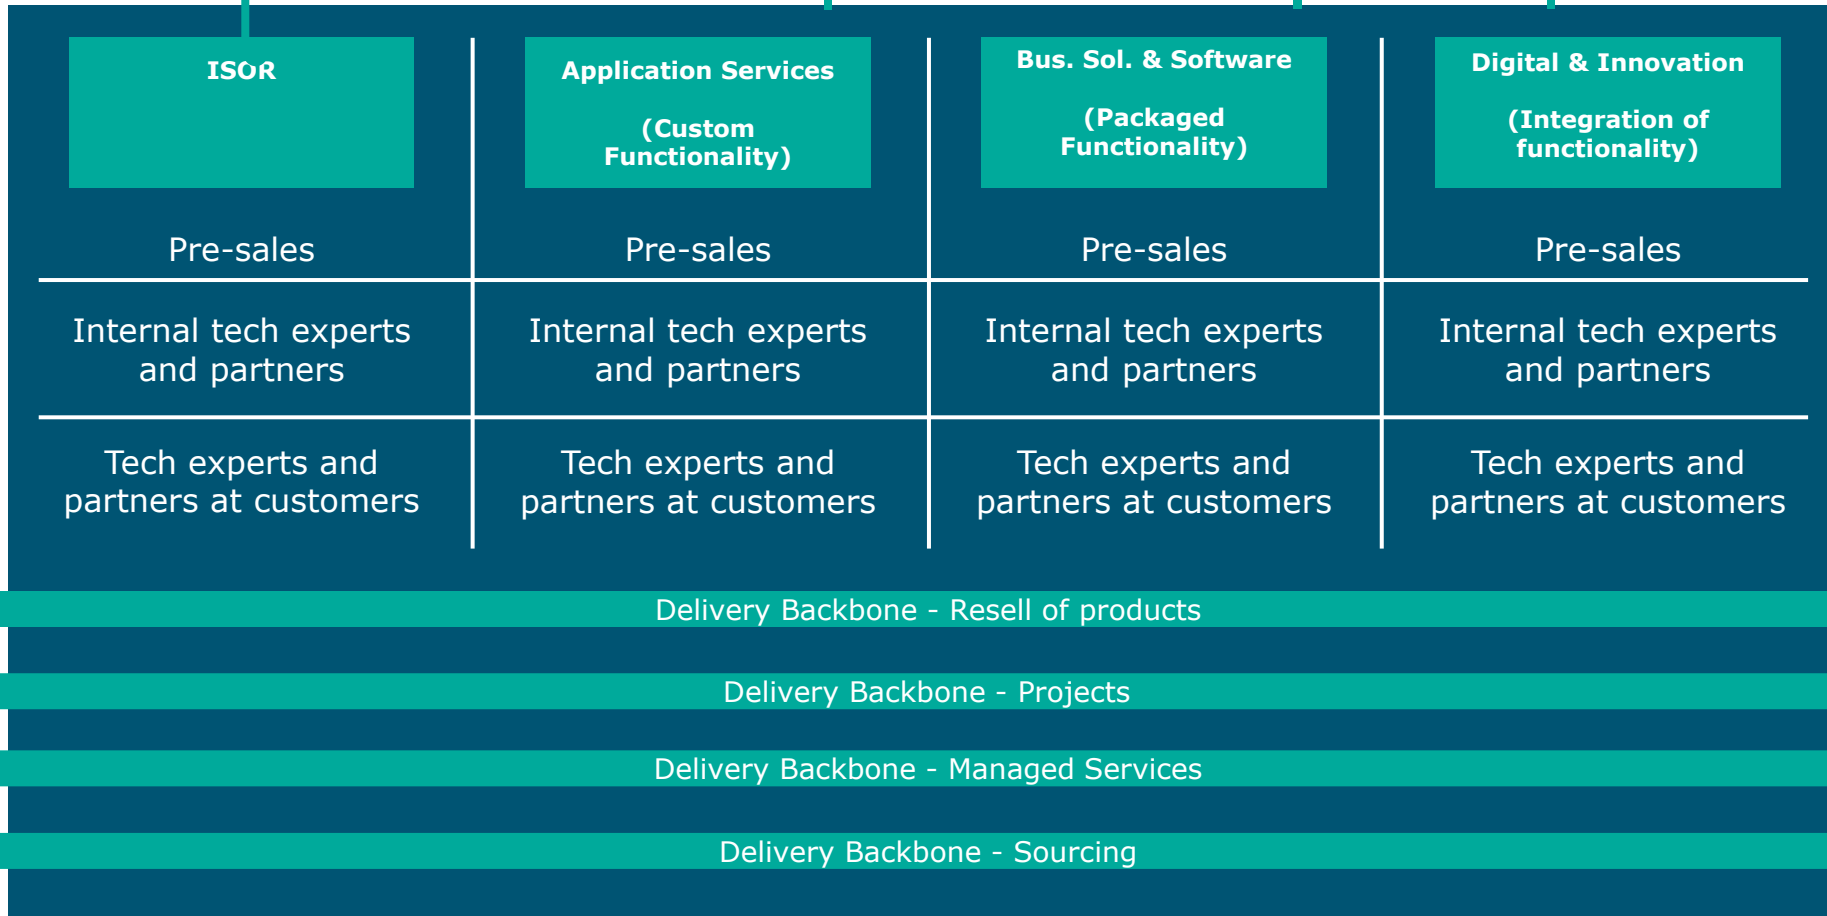 ISOR
Application Services
(Custom
Functionality)
Bus. Sol. & Software
(Packaged
Functionality)
Digital & Innovation
(Integration of
functionality)
Pre-sales
Pre-sales
Pre-sales
Pre-sales
Internal tech experts
and partners
Internal tech experts
and partners
Internal tech experts
and partners
Internal tech experts
and partners
Tech experts and
partners at customers
Tech experts and
partners at customers
Tech experts and
partners at customers
Tech experts and
partners at customers
Delivery Backbone - Resell of products
Delivery Backbone - Projects
Delivery Backbone - Managed Services
Delivery Backbone - Sourcing